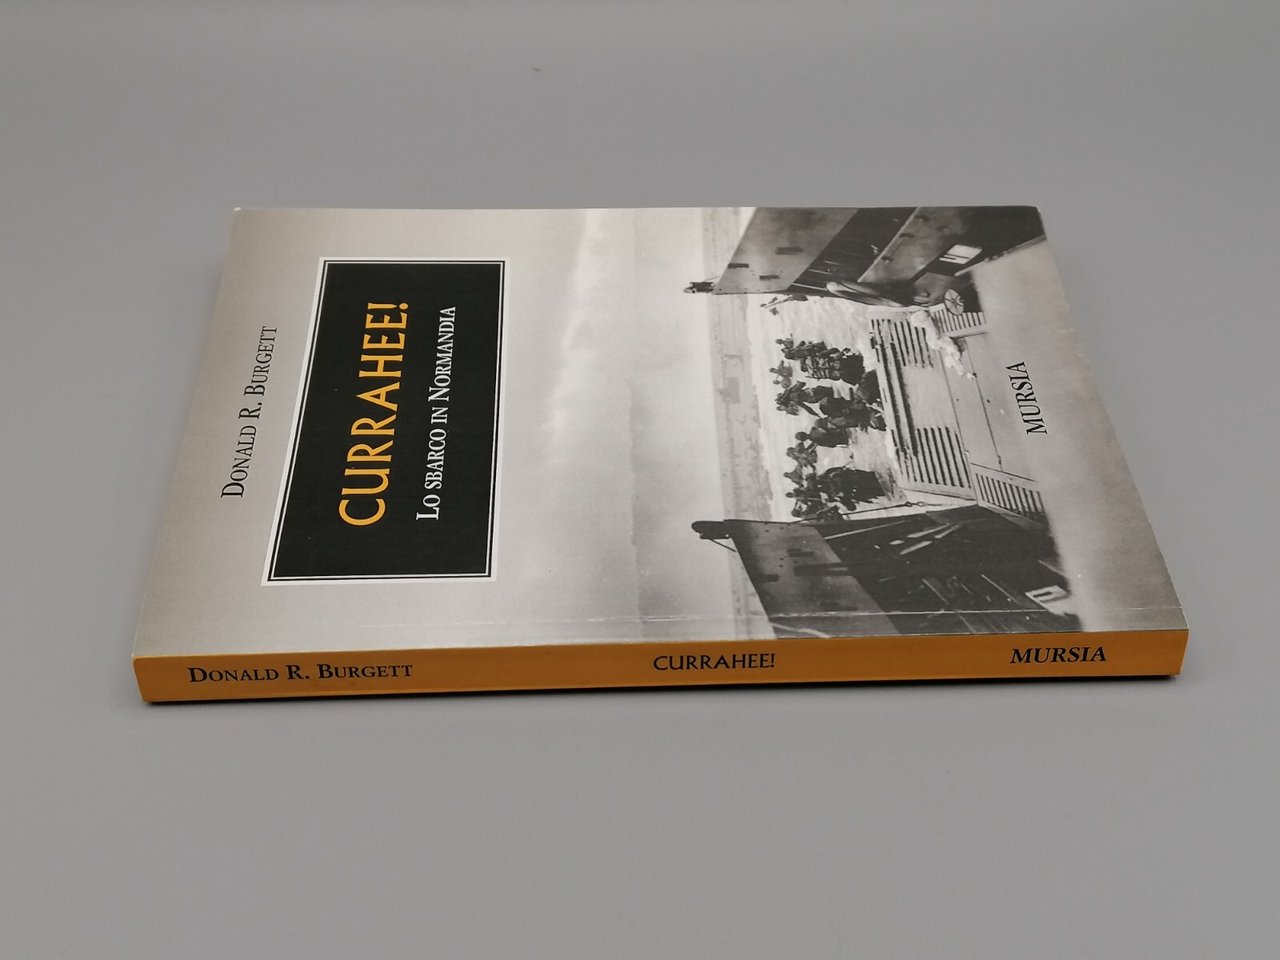 Donald R. Burgett
CURRAHEE!
Lo sbarco in Normandia
MURSIA
Donald R. Burgett
CURRAHEE!
MURSIA